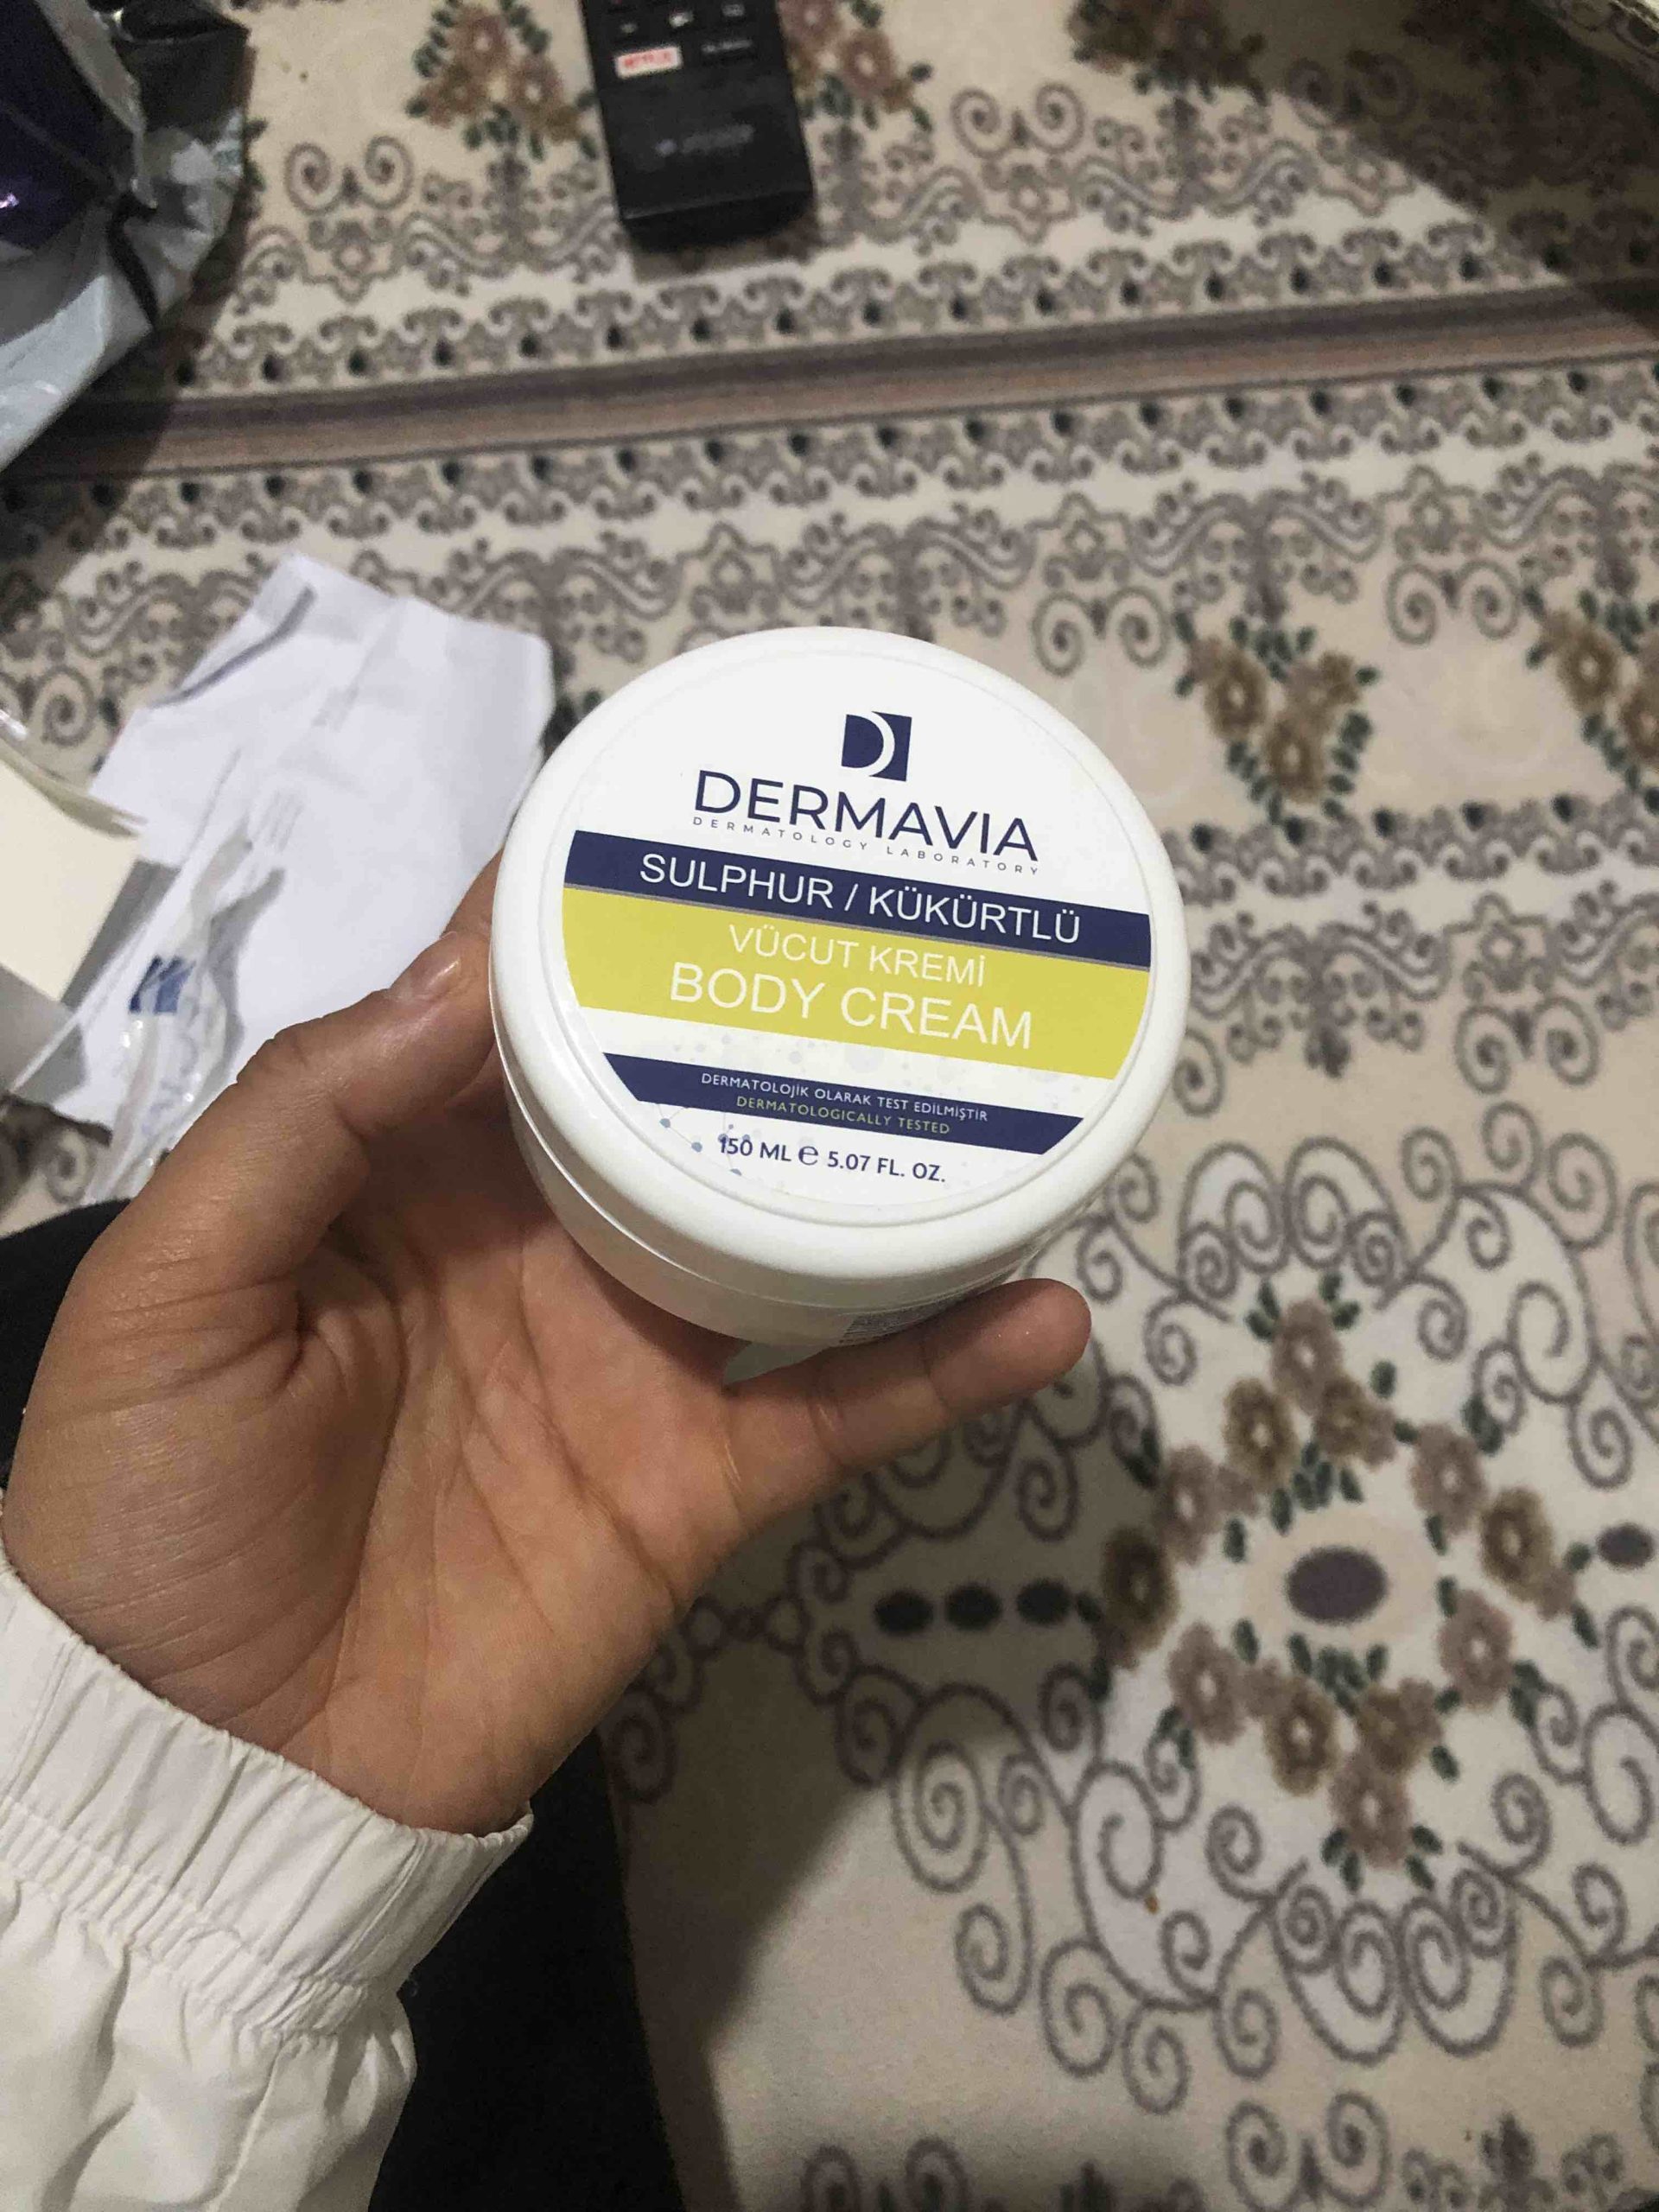 NETFLIX
DERMAVIA
DERMATOLOGY LABORATORY
SULPHUR / KÜKÜRTLÜ
VÜCUT KREMİ
BODY CREAM
DERMATOLOJİK OLARAK TEST EDİLMİŞTİR
DERMATOLOGICALLY TESTED
150 ML ℮ 5.07 FL. OZ.